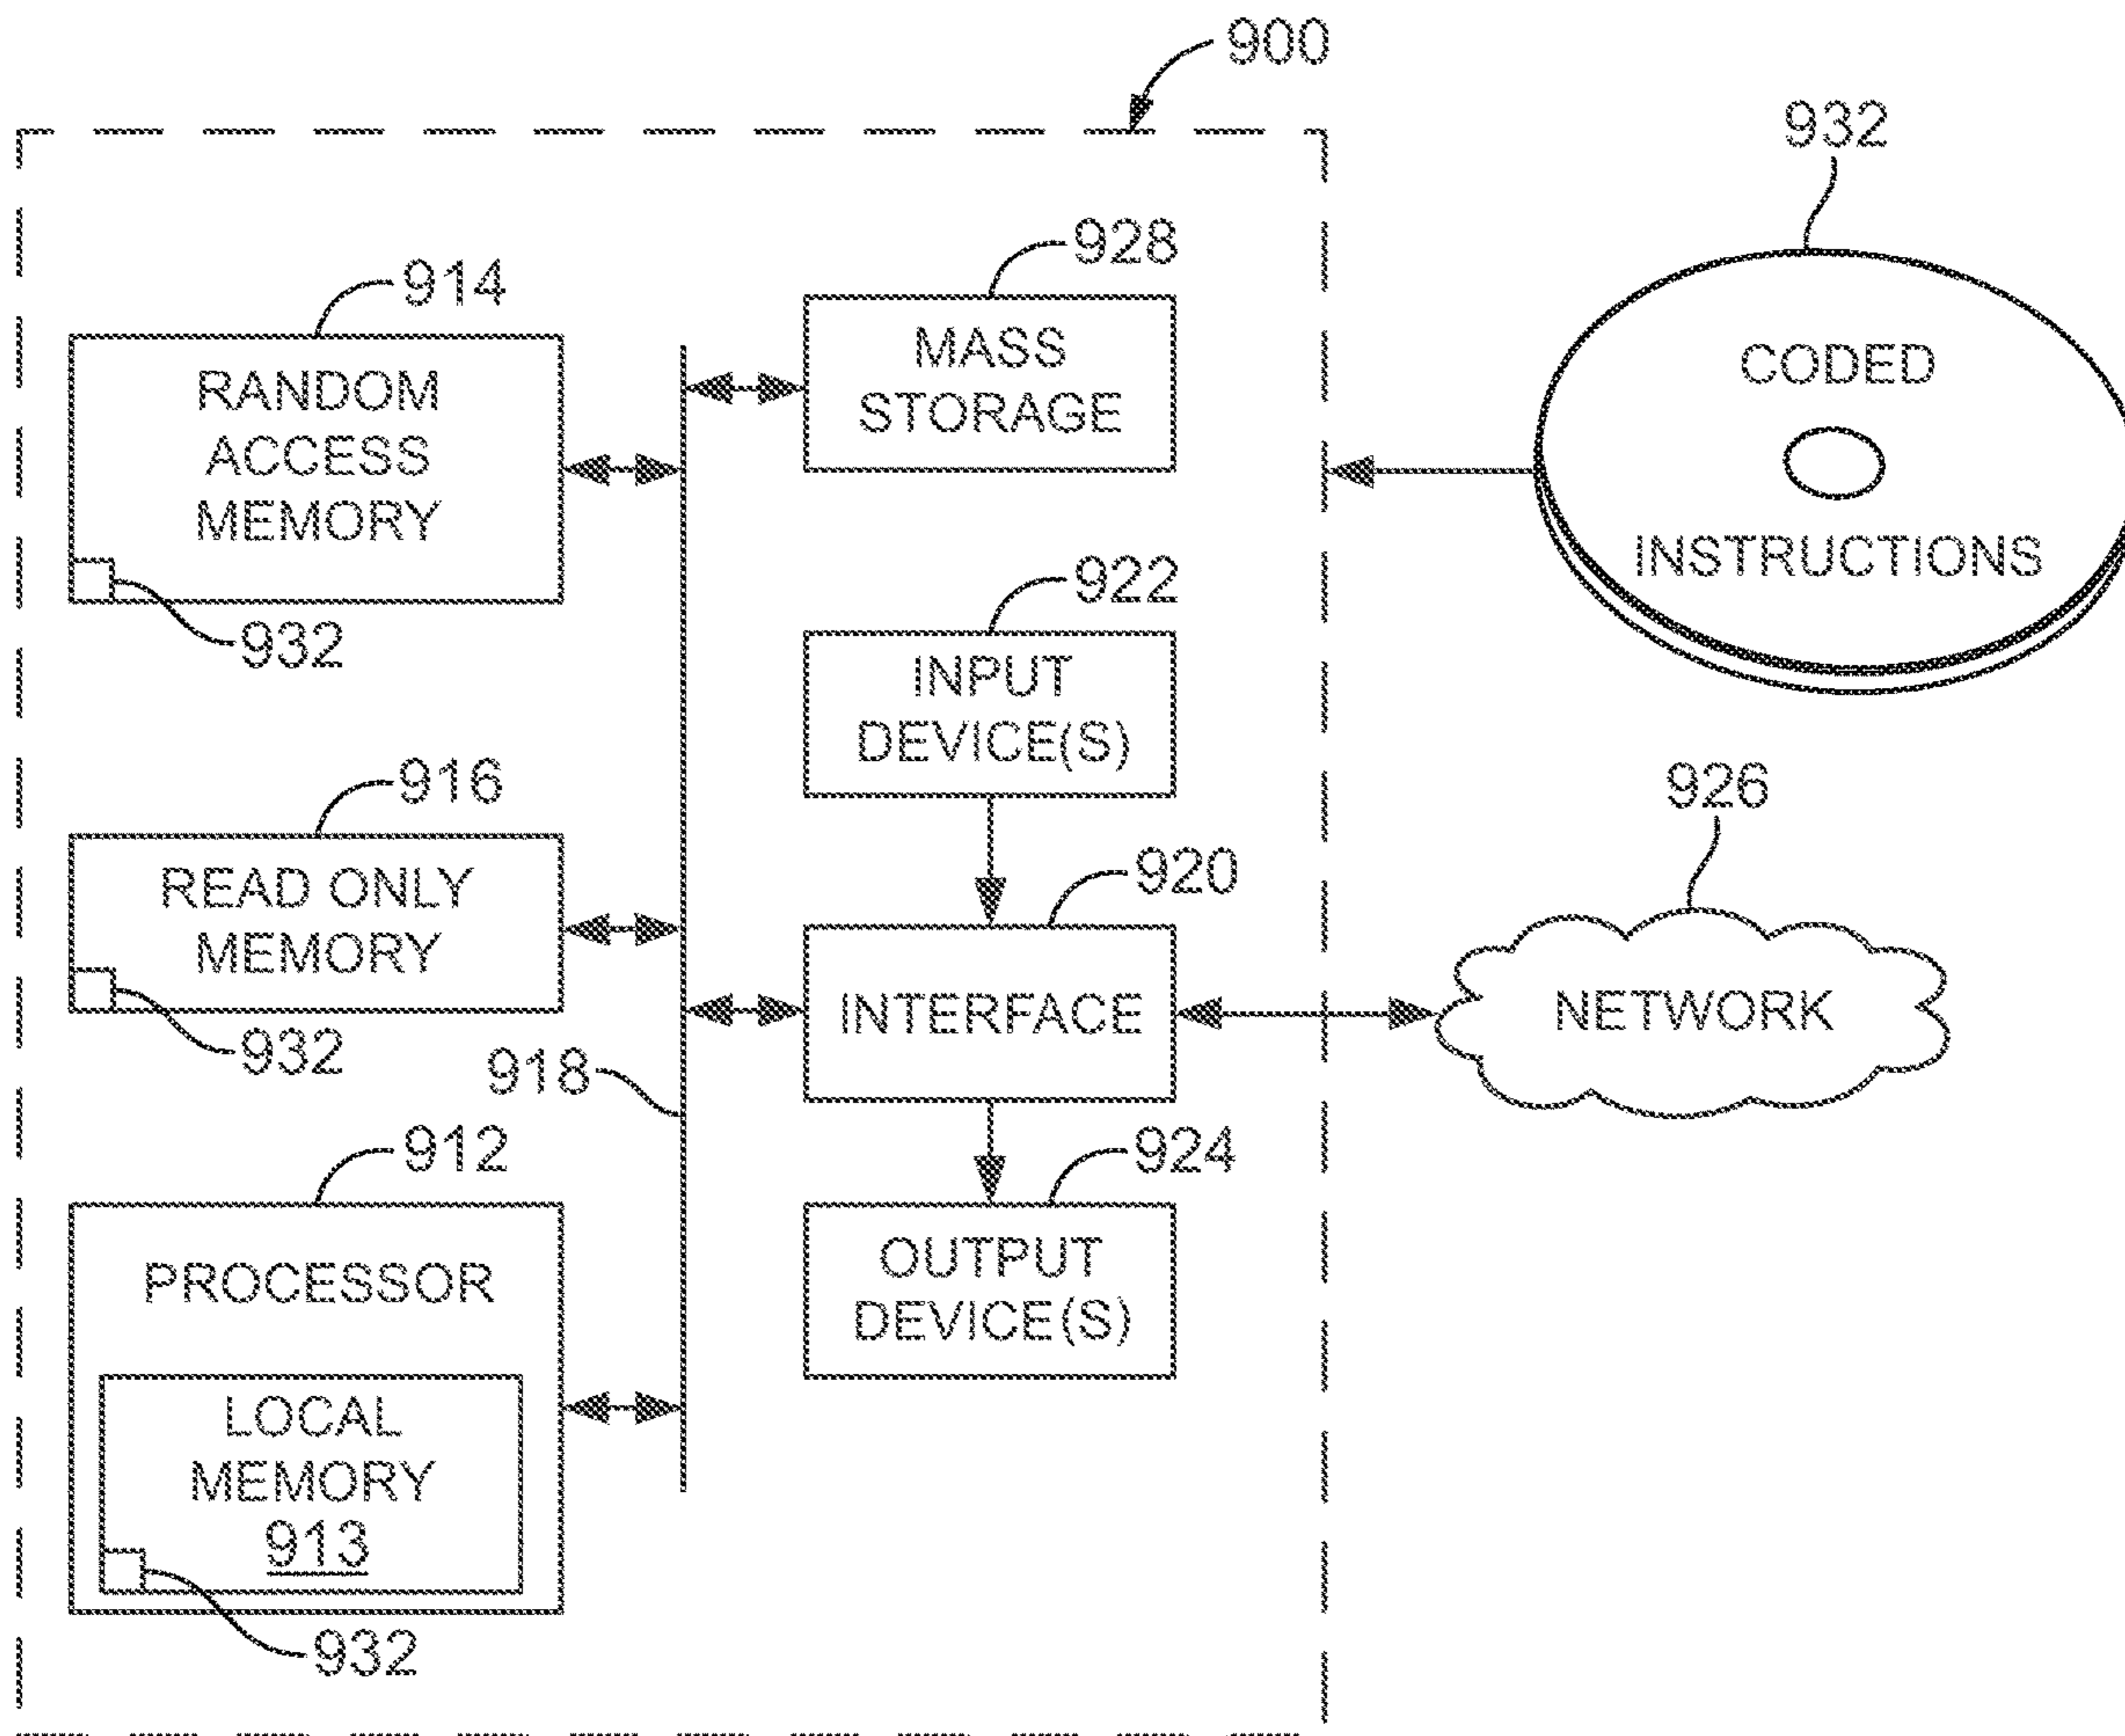 900
932
928
914
MASS
STORAGE
RANDOM
ACCESS
MEMORY
CODED
INSTRUCTIONS
922
932
INPUT
DEVICE(S)
916
926
920
READ ONLY
MEMORY
INTERFACE
NETWORK
932
918
912
924
PROCESSOR
OUTPUT
DEVICE(S)
LOCAL
MEMORY
913
932